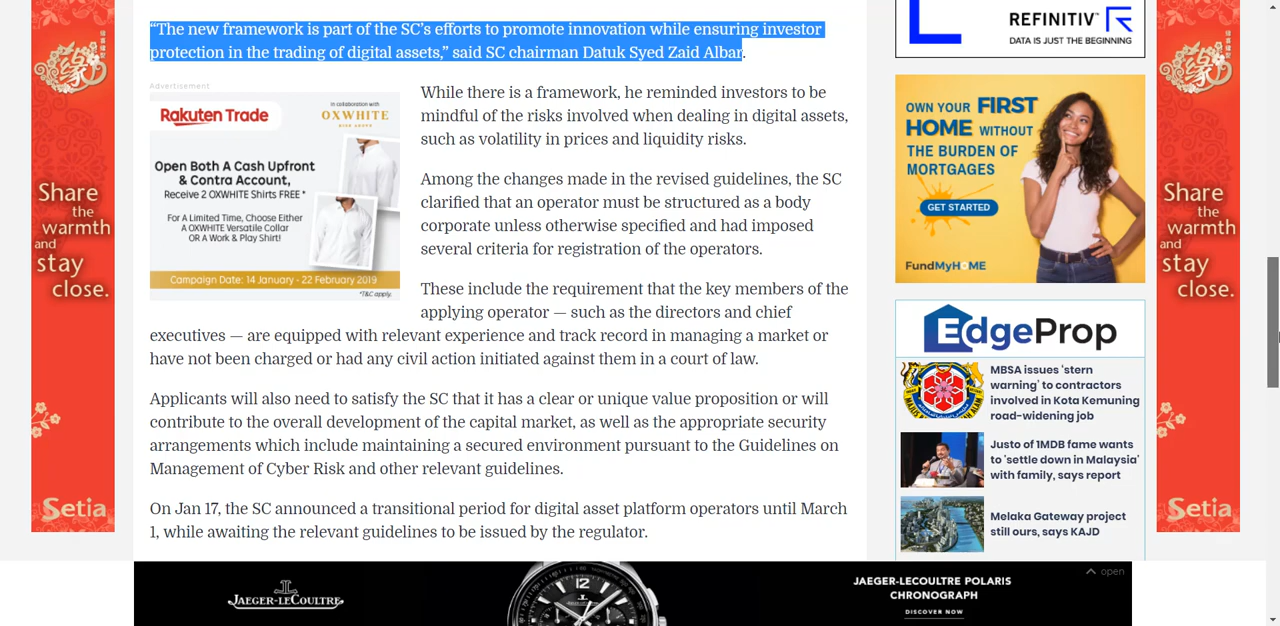 Share
the
warmth
and
stay
close.
Setia
“The new framework is part of the SC’s efforts to promote innovation while ensuring investor
protection in the trading of digital assets,” said SC chairman Datuk Syed Zaid Albar.
Advertisement
Rakuten Trade
In collaboration with
OXWHITE
Open Both A Cash Upfront
& Contra Account,
Receive 2 OXWHITE Shirts FREE *
For A Limited Time, Choose Either
A OXWHITE Versatile Collar
OR A Work & Play Shirt!
Campaign Date: 14 January - 22 February 2019
*T&C apply.
While there is a framework, he reminded investors to be
mindful of the risks involved when dealing in digital assets,
such as volatility in prices and liquidity risks.
Among the changes made in the revised guidelines, the SC
clarified that an operator must be structured as a body
corporate unless otherwise specified and had imposed
several criteria for registration of the operators.
These include the requirement that the key members of the
applying operator — such as the directors and chief
executives — are equipped with relevant experience and track record in managing a market or
have not been charged or had any civil action initiated against them in a court of law.
Applicants will also need to satisfy the SC that it has a clear or unique value proposition or will
contribute to the overall development of the capital market, as well as the appropriate security
arrangements which include maintaining a secured environment pursuant to the Guidelines on
Management of Cyber Risk and other relevant guidelines.
On Jan 17, the SC announced a transitional period for digital asset platform operators until March
1, while awaiting the relevant guidelines to be issued by the regulator.
REFINITIV™
DATA IS JUST THE BEGINNING
OWN YOUR FIRST
HOME WITHOUT
THE BURDEN OF
MORTGAGES
GET STARTED
FundMyHOME
EdgeProp
MBSA issues ‘stern
warning’ to contractors
involved in Kota Kemuning
road-widening job
Justo of 1MDB fame wants
to ‘settle down in Malaysia’
with family, says report
Melaka Gateway project
still ours, says KAJD
Share
the
warmth
and
stay
close.
Setia
JAEGER-LECOULTRE
12
JAEGER-LECOULTRE POLARIS
CHRONOGRAPH
DISCOVER NOW
open